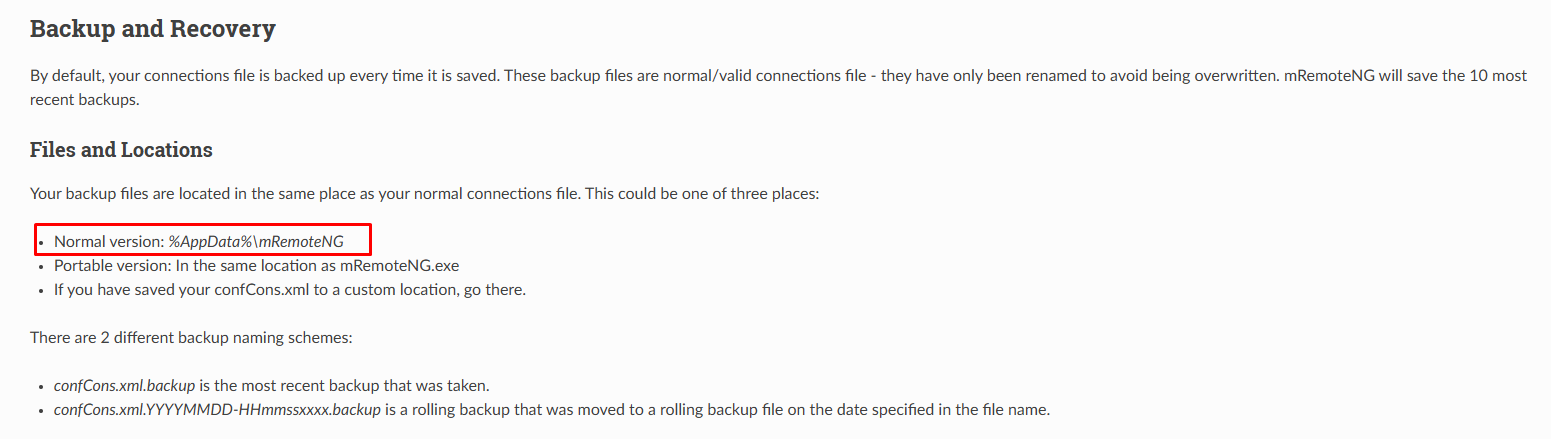 Backup and Recovery
By default, your connections file is backed up every time it is saved. These backup files are normal/valid connections file - they have only been renamed to avoid being overwritten. mRemoteNG will save the 10 most
recent backups.
Files and Locations
Your backup files are located in the same place as your normal connections file. This could be one of three places:
• Normal version: %AppData%\mRemoteNG
• Portable version: In the same location as mRemoteNG.exe
• If you have saved your confCons.xml to a custom location, go there.
There are 2 different backup naming schemes:
• confCons.xml.backup is the most recent backup that was taken.
• confCons.xml.YYYYMMDD-HHmmssxxxx.backup is a rolling backup that was moved to a rolling backup file on the date specified in the file name.